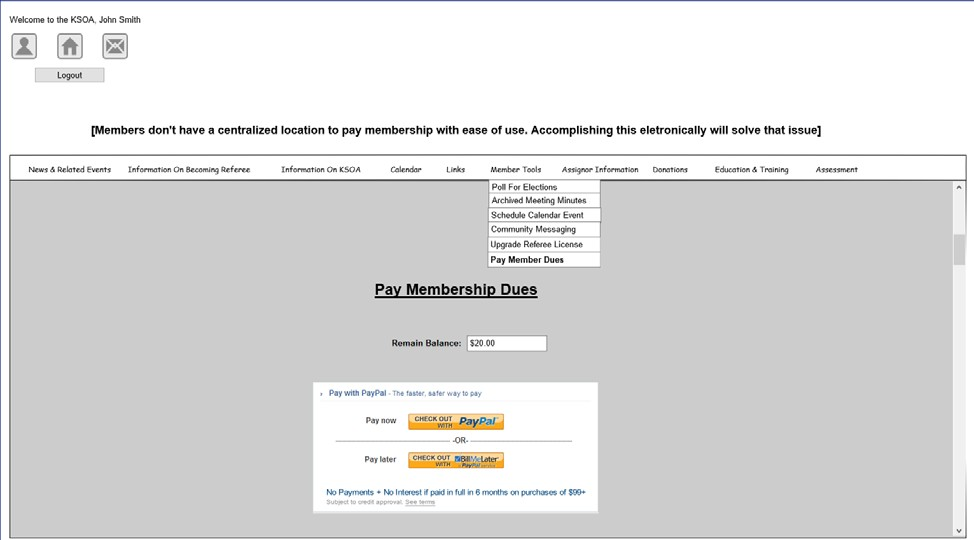 Welcome to the KSOA, John Smith
Logout
[Members don't have a centralized location to pay membership with ease of use. Accomplishing this eletronically will solve that issue]
News & Related Events Information On Becoming Referee Information On KSOA Calendar Links Member Tools Assignor Information Donations Education & Training Assessment
Poll For Elections
Archived Meeting Minutes
Schedule Calendar Event
Community Messaging
Upgrade Referee License
Pay Member Dues
Pay Membership Dues
Remain Balance: $20.00
Pay with PayPal - The faster, safer way to pay
Pay now CHECK OUT WITH PayPal
-OR-
Pay later CHECK OUT WITH BillMeLater
a PayPal service
No Payments + No Interest if paid in full in 6 months on purchases of $99+
Subject to credit approval. See terms